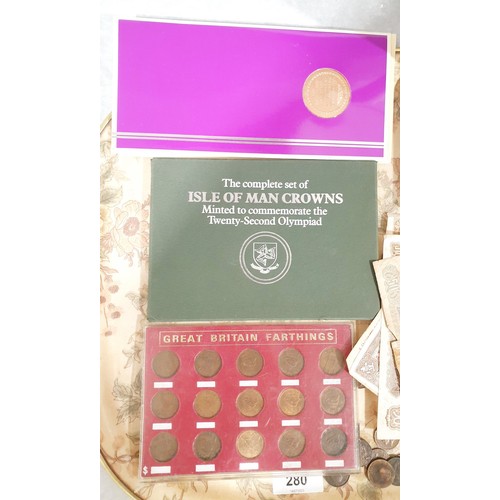 The complete set of
ISLE OF MAN CROWNS
Minted to commemorate the
Twenty-Second Olympiad
GREAT BRITAIN FARTHINGS
$
280